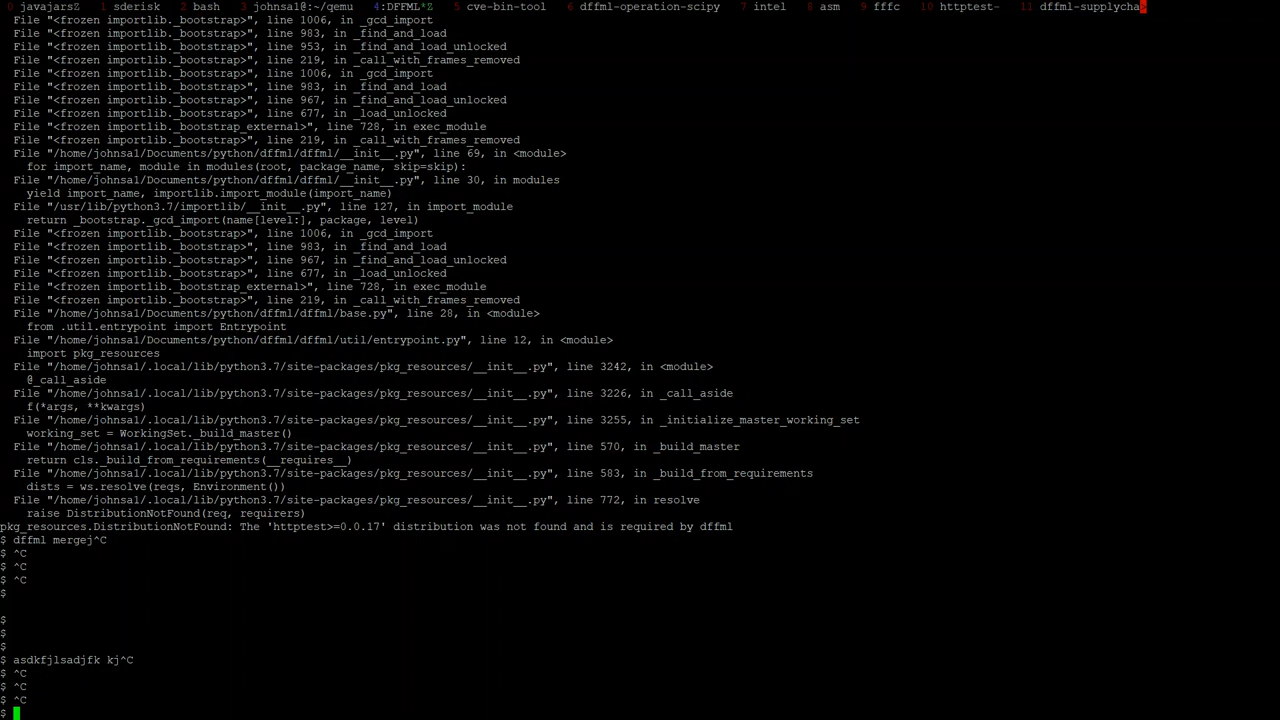 0 javajarsZ 1 sderisk 2 bash 3 johnsal@:~/qemu 4:DFFML*Z 5 cve-bin-tool 6 dffml-operation-scipy 7 intel 8 asm 9 fffc 10 httptest- 11 dffml-supplycha>
File "<frozen importlib._bootstrap>", line 1006, in _gcd_import
File "<frozen importlib._bootstrap>", line 983, in _find_and_load
File "<frozen importlib._bootstrap>", line 953, in _find_and_load_unlocked
File "<frozen importlib._bootstrap>", line 219, in _call_with_frames_removed
File "<frozen importlib._bootstrap>", line 1006, in _gcd_import
File "<frozen importlib._bootstrap>", line 983, in _find_and_load
File "<frozen importlib._bootstrap>", line 967, in _find_and_load_unlocked
File "<frozen importlib._bootstrap>", line 677, in _load_unlocked
File "<frozen importlib._bootstrap_external>", line 728, in exec_module
File "<frozen importlib._bootstrap>", line 219, in _call_with_frames_removed
File "/home/johnsa1/Documents/python/dffml/dffml/__init__.py", line 69, in <module>
for import_name, module in modules(root, package_name, skip=skip):
File "/home/johnsa1/Documents/python/dffml/dffml/__init__.py", line 30, in modules
yield import_name, importlib.import_module(import_name)
File "/usr/lib/python3.7/importlib/__init__.py", line 127, in import_module
return _bootstrap._gcd_import(name[level:], package, level)
File "<frozen importlib._bootstrap>", line 1006, in _gcd_import
File "<frozen importlib._bootstrap>", line 983, in _find_and_load
File "<frozen importlib._bootstrap>", line 967, in _find_and_load_unlocked
File "<frozen importlib._bootstrap>", line 677, in _load_unlocked
File "<frozen importlib._bootstrap_external>", line 728, in exec_module
File "<frozen importlib._bootstrap>", line 219, in _call_with_frames_removed
File "/home/johnsa1/Documents/python/dffml/dffml/base.py", line 28, in <module>
from .util.entrypoint import Entrypoint
File "/home/johnsa1/Documents/python/dffml/dffml/util/entrypoint.py", line 12, in <module>
import pkg_resources
File "/home/johnsa1/.local/lib/python3.7/site-packages/pkg_resources/__init__.py", line 3242, in <module>
@_call_aside
File "/home/johnsa1/.local/lib/python3.7/site-packages/pkg_resources/__init__.py", line 3226, in _call_aside
f(*args, **kwargs)
File "/home/johnsa1/.local/lib/python3.7/site-packages/pkg_resources/__init__.py", line 3255, in _initialize_master_working_set
working_set = WorkingSet._build_master()
File "/home/johnsa1/.local/lib/python3.7/site-packages/pkg_resources/__init__.py", line 570, in _build_master
return cls._build_from_requirements(__requires__)
File "/home/johnsa1/.local/lib/python3.7/site-packages/pkg_resources/__init__.py", line 583, in _build_from_requirements
dists = ws.resolve(reqs, Environment())
File "/home/johnsa1/.local/lib/python3.7/site-packages/pkg_resources/__init__.py", line 772, in resolve
raise DistributionNotFound(req, requirers)
pkg_resources.DistributionNotFound: The 'httptest>=0.0.17' distribution was not found and is required by dffml
$ dffml mergej^C
$ ^C
$ ^C
$ ^C
$
$
$
$
$ asdkfjlsadjfk kj^C
$ ^C
$ ^C
$ ^C
$